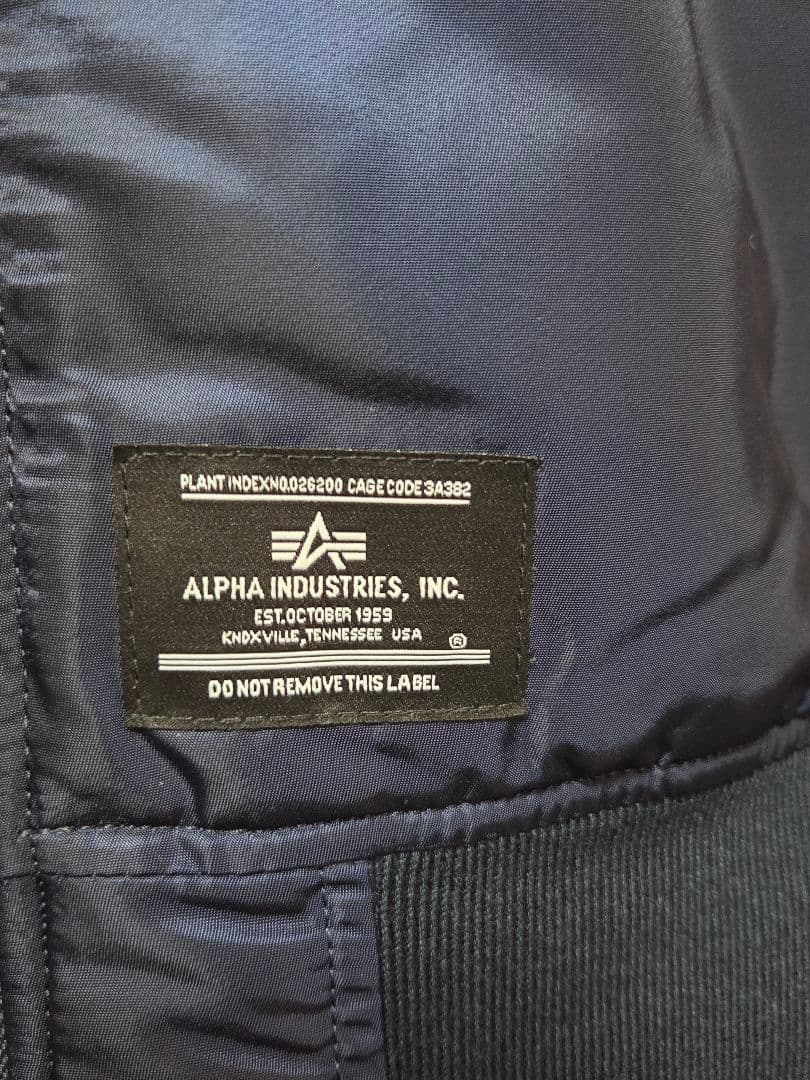 PLANT INDEXNO.026200 CAGE CODE 3A382
ALPHA INDUSTRIES, INC.
EST.OCTOBER 1959
KNOXVILLE, TENNESSEE USA ®
DO NOT REMOVE THIS LABEL